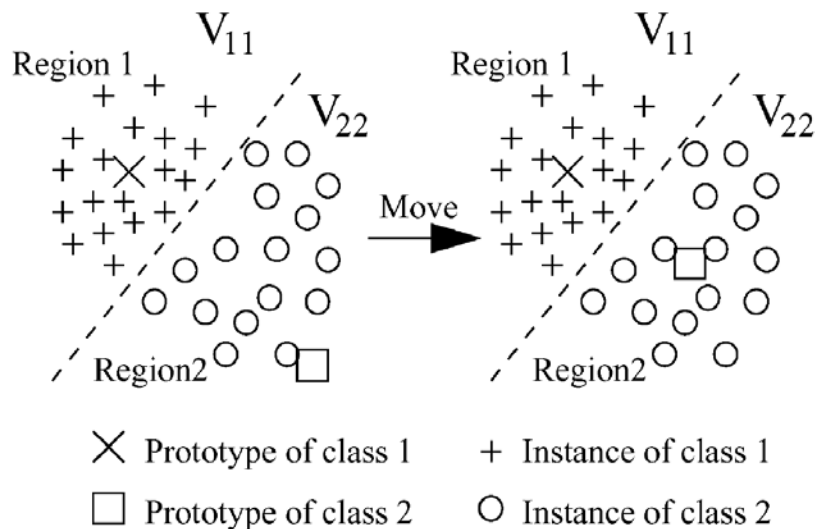 V11
Region 1
V22
Region2
Move
V11
Region 1
V22
Region2
Prototype of class 1
Instance of class 1
Prototype of class 2
Instance of class 2